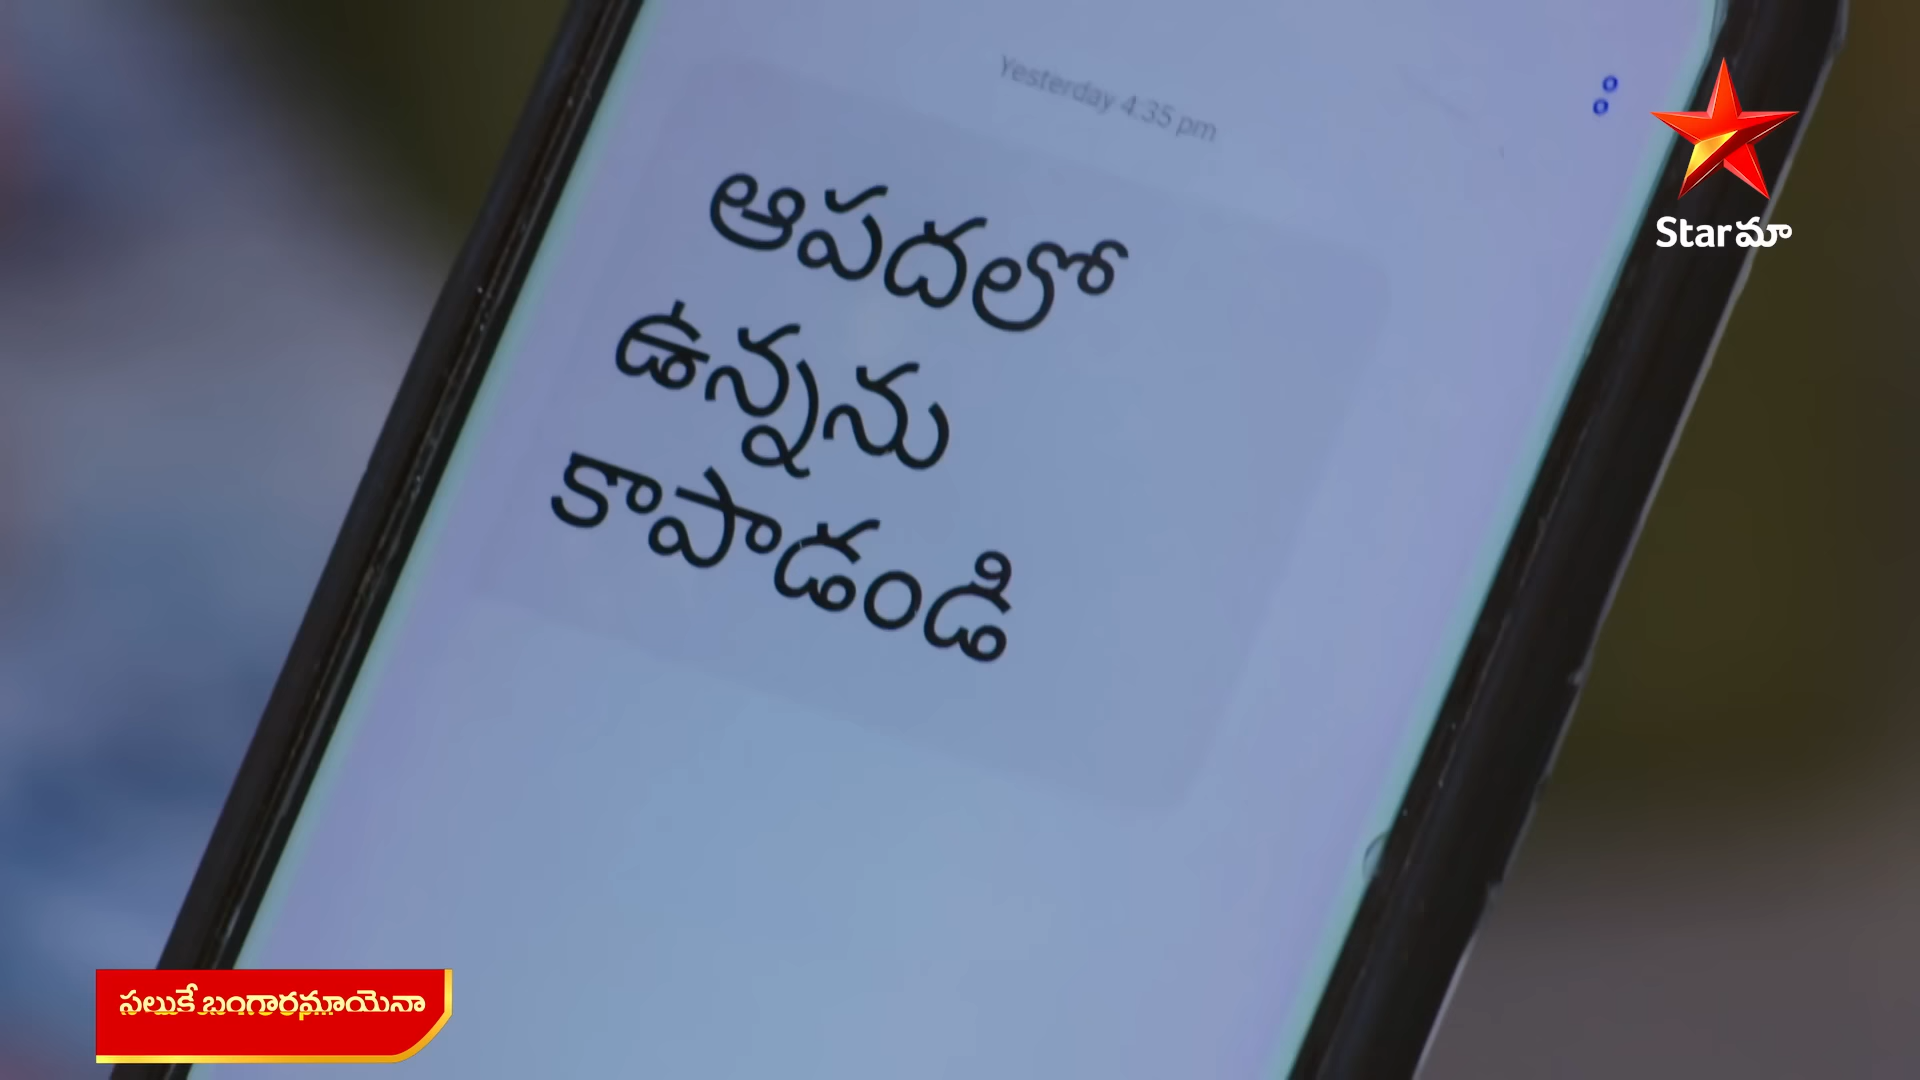 Yesterday 4:35 pm
ఆపదలో
ఉన్నను
కాపాడండి
Starమా
పలుకే బంగారమాయెనా